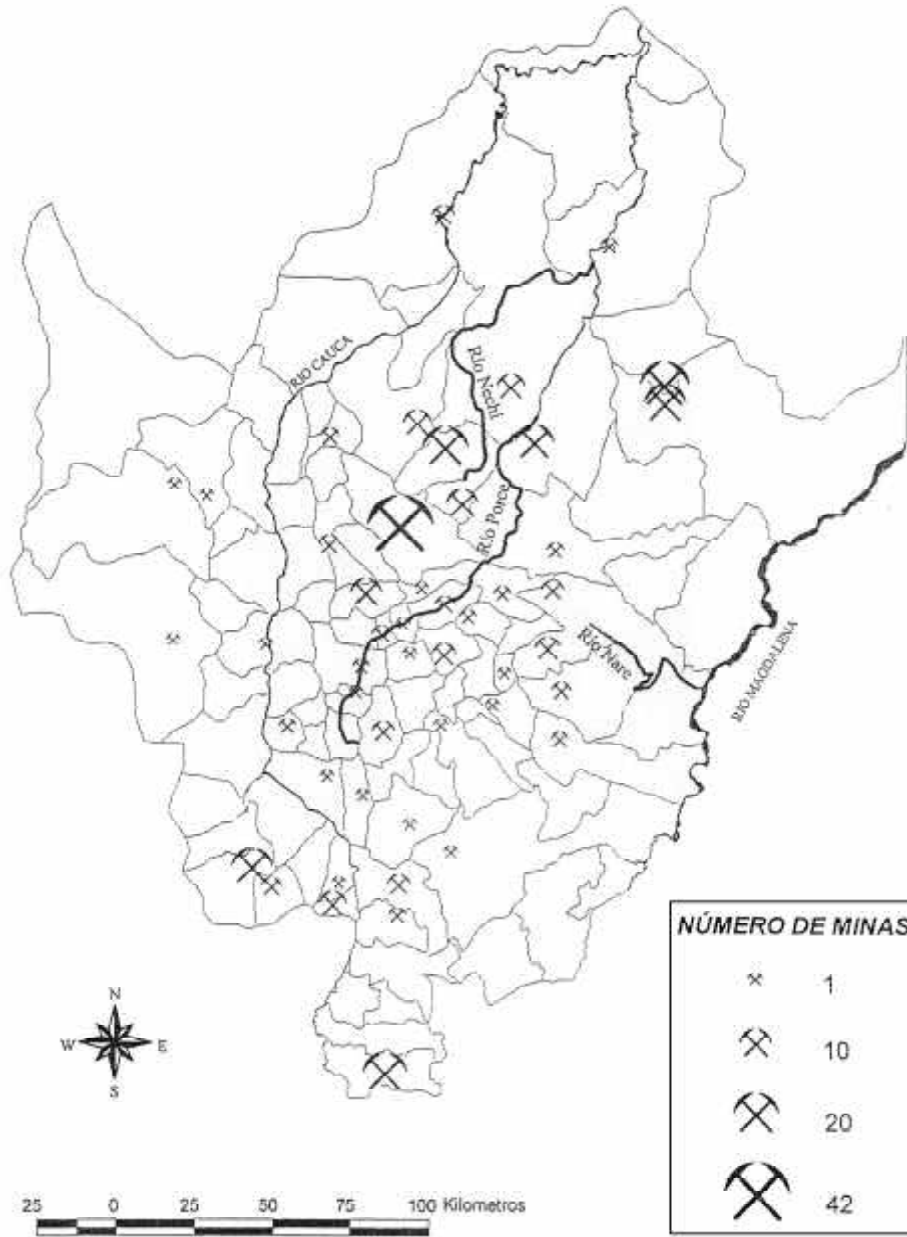 RIO CAUCA
Río Nechí
Río Porce
Río Nare
RIO MAGDALENA
NÚMERO DE MINAS
1
10
20
42
N
W E
S
25 0 25 50 75 100 Kilometros